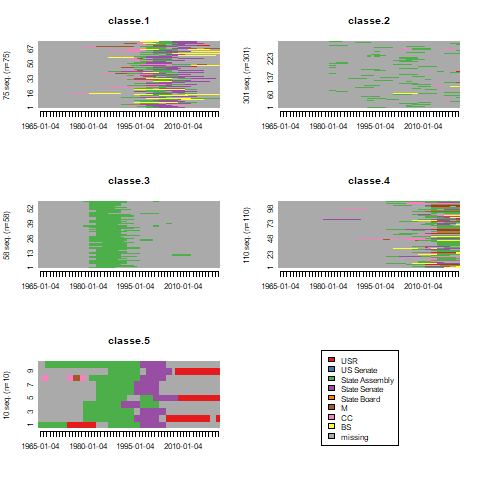 classe.1
75 seq. (n=75)
1 16 33 50 67
1965-01-04 1980-01-04 1995-01-04 2010-01-04
classe.2
301 seq. (n=301)
1 60 137 223
1965-01-04 1980-01-04 1995-01-04 2010-01-04
classe.3
58 seq. (n=58)
1 13 26 39 52
1965-01-04 1980-01-04 1995-01-04 2010-01-04
classe.4
110 seq. (n=110)
1 23 48 73 98
1965-01-04 1980-01-04 1995-01-04 2010-01-04
classe.5
10 seq. (n=10)
1 3 5 7 9
1965-01-04 1980-01-04 1995-01-04 2010-01-04
USR
US Senate
State Assembly
State Senate
State Board
M
CC
BS
missing